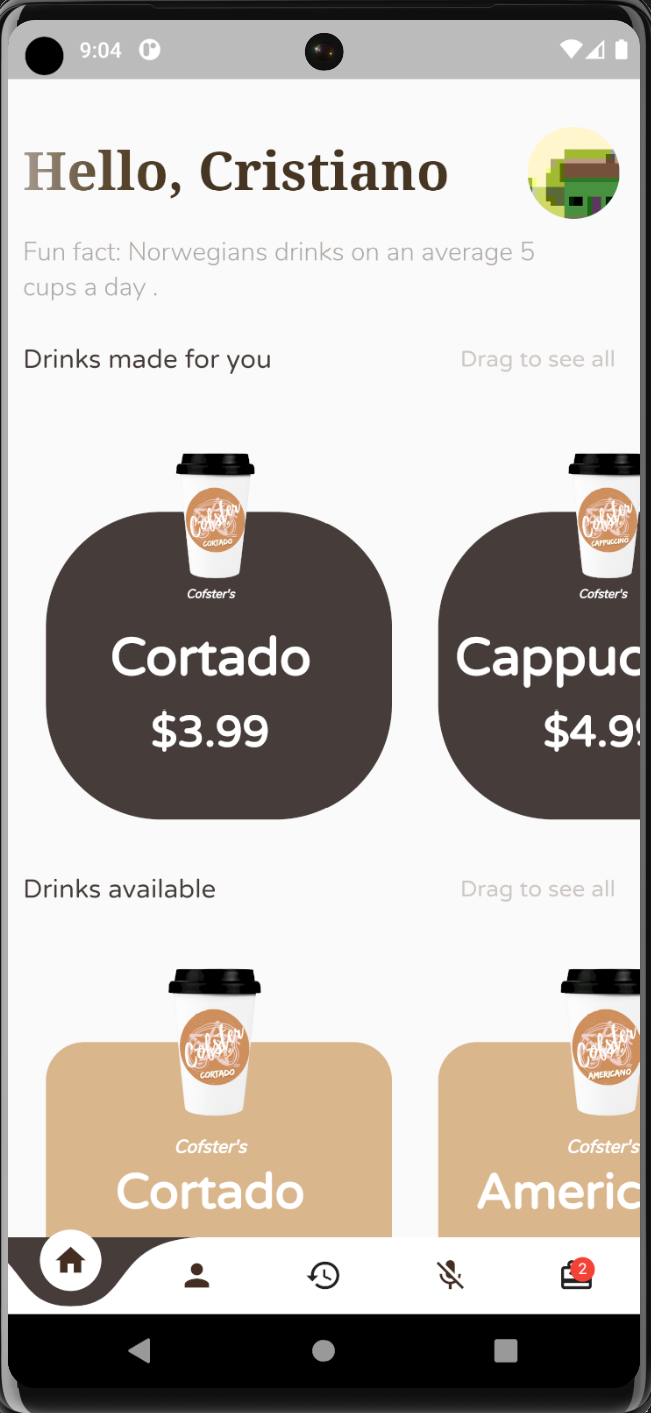 9:04
Hello, Cristiano
Fun fact: Norwegians drinks on an average 5
cups a day .
Drinks made for you
Drag to see all
Cofster
CORTADO
Cofster's
Cortado
$3.99
Cofster
CAPPUCCINO
Cofster's
Cappuc
$4.99
Drinks available
Drag to see all
Cofster
CORTADO
Cofster's
Cortado
Cofster
AMERICANO
Cofster's
Americ
2